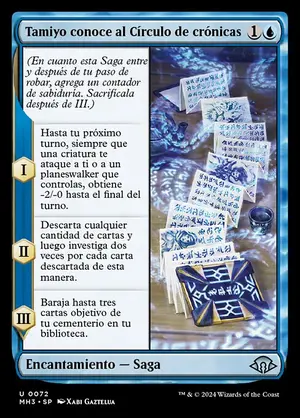 Tamiyo conoce al Círculo de crónicas 1
(En cuanto esta Saga entre
y después de tu paso de
robar, agrega un contador
de sabiduría. Sacrifícala
después de III.)
I
Hasta tu próximo
turno, siempre que
una criatura te
ataque a ti o a un
planeswalker que
controlas, obtiene
-2/-0 hasta el final del
turno.
II
Descarta cualquier
cantidad de cartas y
luego investiga dos
veces por cada carta
descartada de esta
manera.
III
Baraja hasta tres
cartas objetivo de
tu cementerio en tu
biblioteca.
Encantamiento — Saga
U 0072
MH3 • SP Xabi Gaztelua
™ & © 2024 Wizards of the Coast